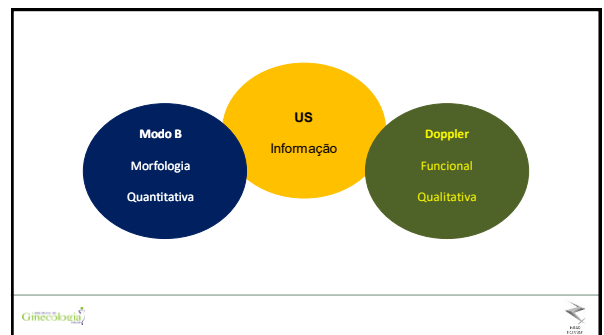 US
Informação
Modo B
Morfologia
Quantitativa
Doppler
Funcional
Qualitativa
Ginecologia